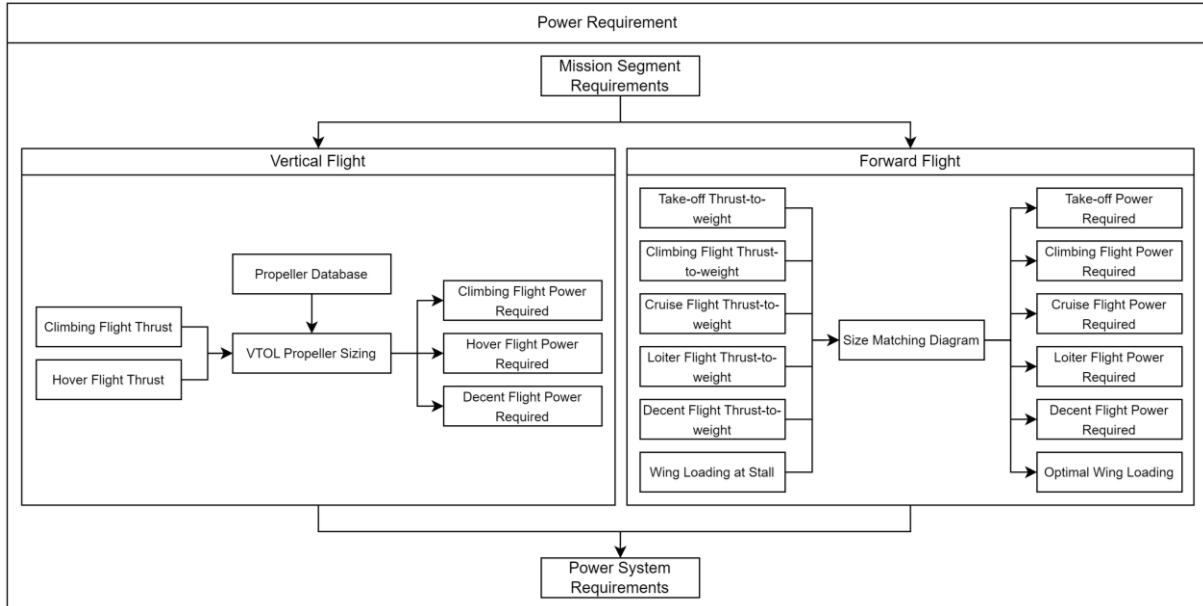 Power Requirement
Mission Segment
Requirements
Vertical Flight
Propeller Database
Climbing Flight Thrust
Hover Flight Thrust
VTOL Propeller Sizing
Climbing Flight Power
Required
Hover Flight Power
Required
Decent Flight Power
Required
Forward Flight
Take-off Thrust-to-
weight
Climbing Flight Thrust-
to-weight
Cruise Flight Thrust-to-
weight
Loiter Flight Thrust-to-
weight
Decent Flight Thrust-to-
weight
Wing Loading at Stall
Size Matching Diagram
Take-off Power
Required
Climbing Flight Power
Required
Cruise Flight Power
Required
Loiter Flight Power
Required
Decent Flight Power
Required
Optimal Wing Loading
Power System
Requirements